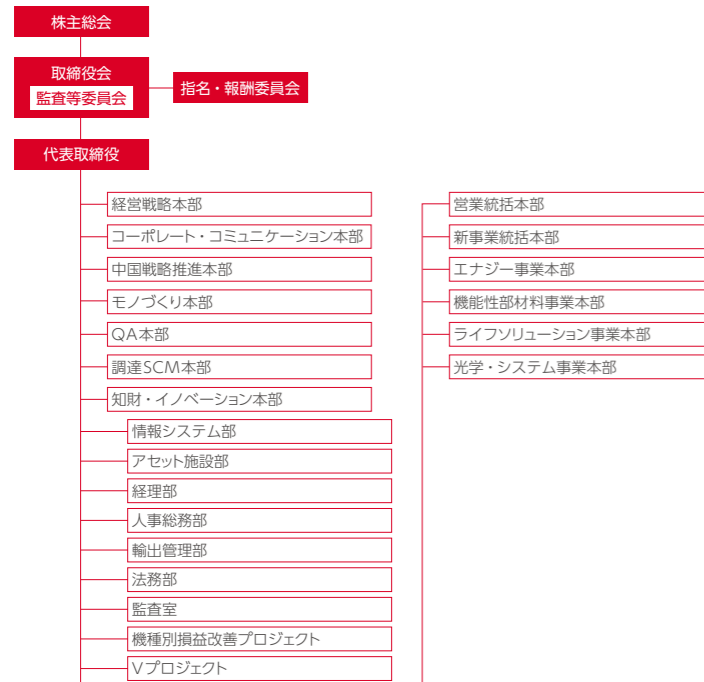 株主総会
取締役会
監査等委員会
指名・報酬委員会
代表取締役
経営戦略本部
コーポレート・コミュニケーション本部
中国戦略推進本部
モノづくり本部
QA本部
調達SCM本部
知財・イノベーション本部
情報システム部
アセット施設部
経理部
人事総務部
輸出管理部
法務部
監査室
機種別損益改善プロジェクト
Vプロジェクト
営業統括本部
新事業統括本部
エナジー事業本部
機能性部材料事業本部
ライフソリューション事業本部
光学・システム事業本部